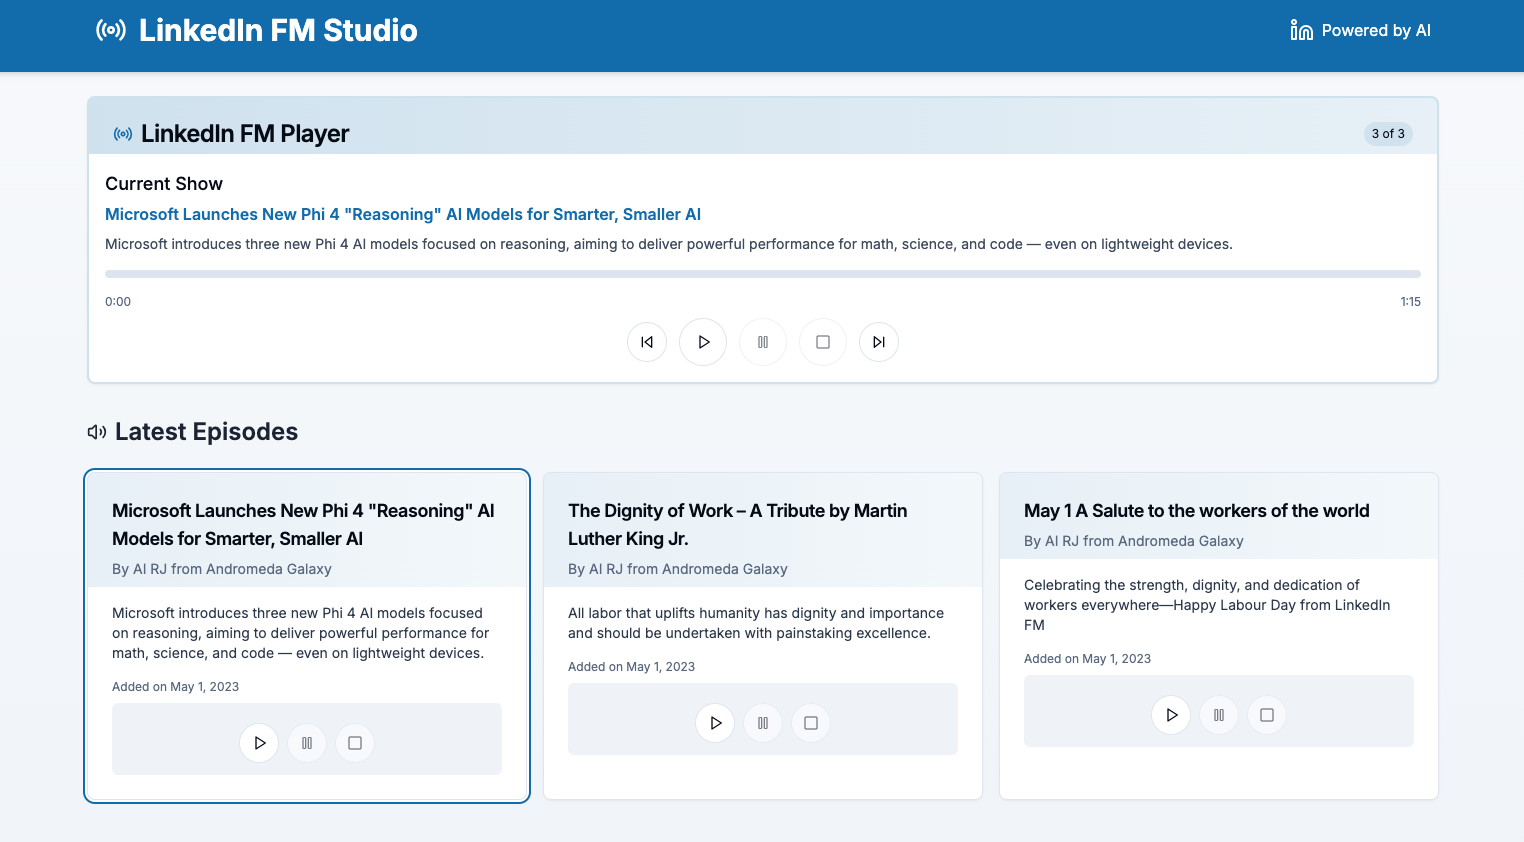 LinkedIn FM Studio
Powered by AI
LinkedIn FM Player
3 of 3
Current Show
Microsoft Launches New Phi 4 "Reasoning" AI Models for Smarter, Smaller AI
Microsoft introduces three new Phi 4 AI models focused on reasoning, aiming to deliver powerful performance for math, science, and code — even on lightweight devices.
0:00
1:15
Latest Episodes
Microsoft Launches New Phi 4 "Reasoning" AI
Models for Smarter, Smaller AI
By AI RJ from Andromeda Galaxy
Microsoft introduces three new Phi 4 AI models focused
on reasoning, aiming to deliver powerful performance for
math, science, and code — even on lightweight devices.
Added on May 1, 2023
The Dignity of Work – A Tribute by Martin
Luther King Jr.
By AI RJ from Andromeda Galaxy
All labor that uplifts humanity has dignity and importance
and should be undertaken with painstaking excellence.
Added on May 1, 2023
May 1 A Salute to the workers of the world
By AI RJ from Andromeda Galaxy
Celebrating the strength, dignity, and dedication of
workers everywhere—Happy Labour Day from LinkedIn
FM
Added on May 1, 2023